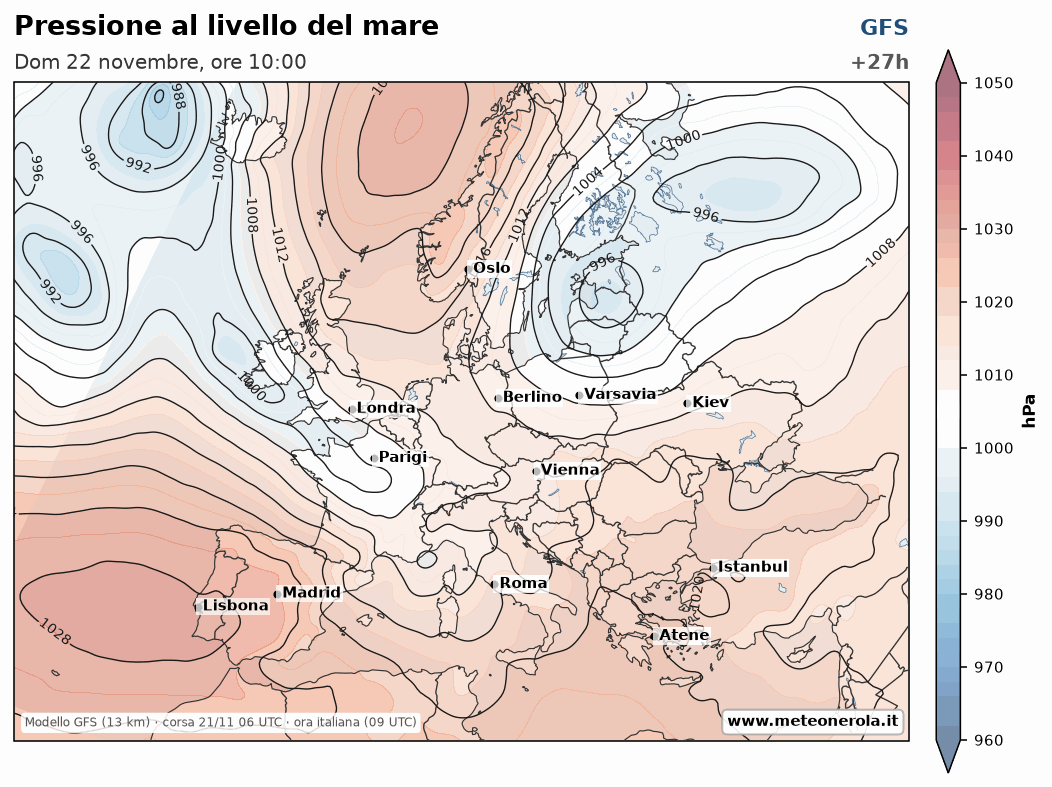 Pressione al livello del mare
GFS
Dom 22 novembre, ore 10:00
+27h
988
996
992
1000
996
996
992
1008
1012
1000
1004
1000
996
996
1012
1008
Oslo
1000
Londra
Berlino
Varsavia
Kiev
Parigi
Vienna
Istanbul
Roma
Madrid
Lisbona
1020
Atene
1028
Modello GFS (13 km) · corsa 21/11 06 UTC · ora italiana (09 UTC)
www.meteonerola.it
1050
1040
1030
1020
1010
1000
990
980
970
960
hPa